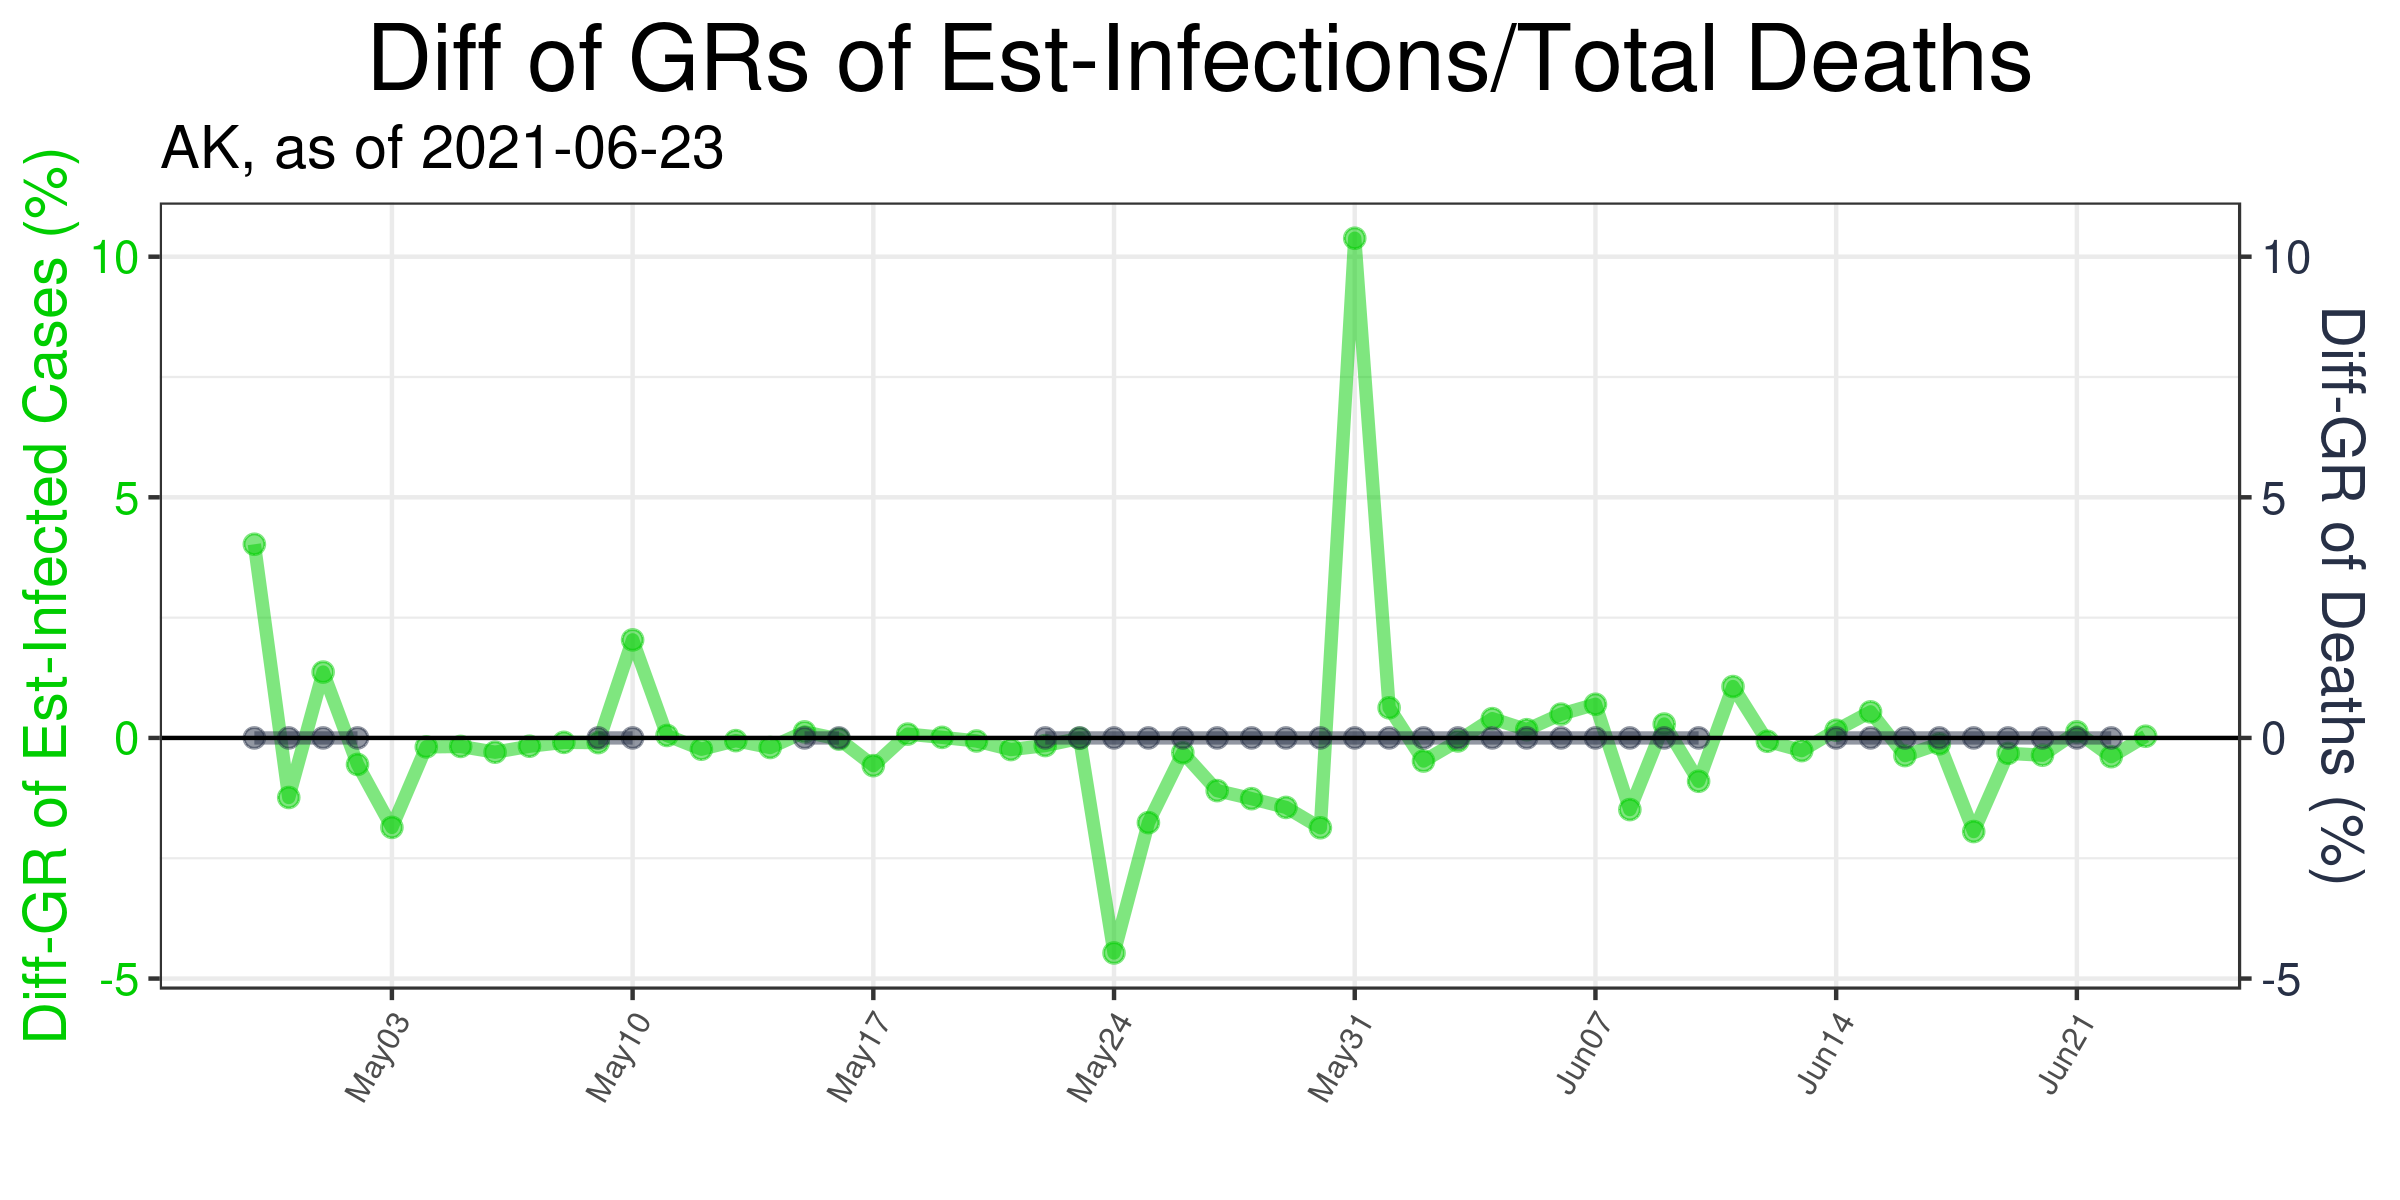 Diff of GRs of Est-Infections/Total Deaths
AK, as of 2021-06-23
Diff-GR of Est-Infected Cases (%)
10
5
0
-5
10
5
0
-5
Diff-GR of Deaths (%)
May03
May10
May17
May24
May31
Jun07
Jun14
Jun21